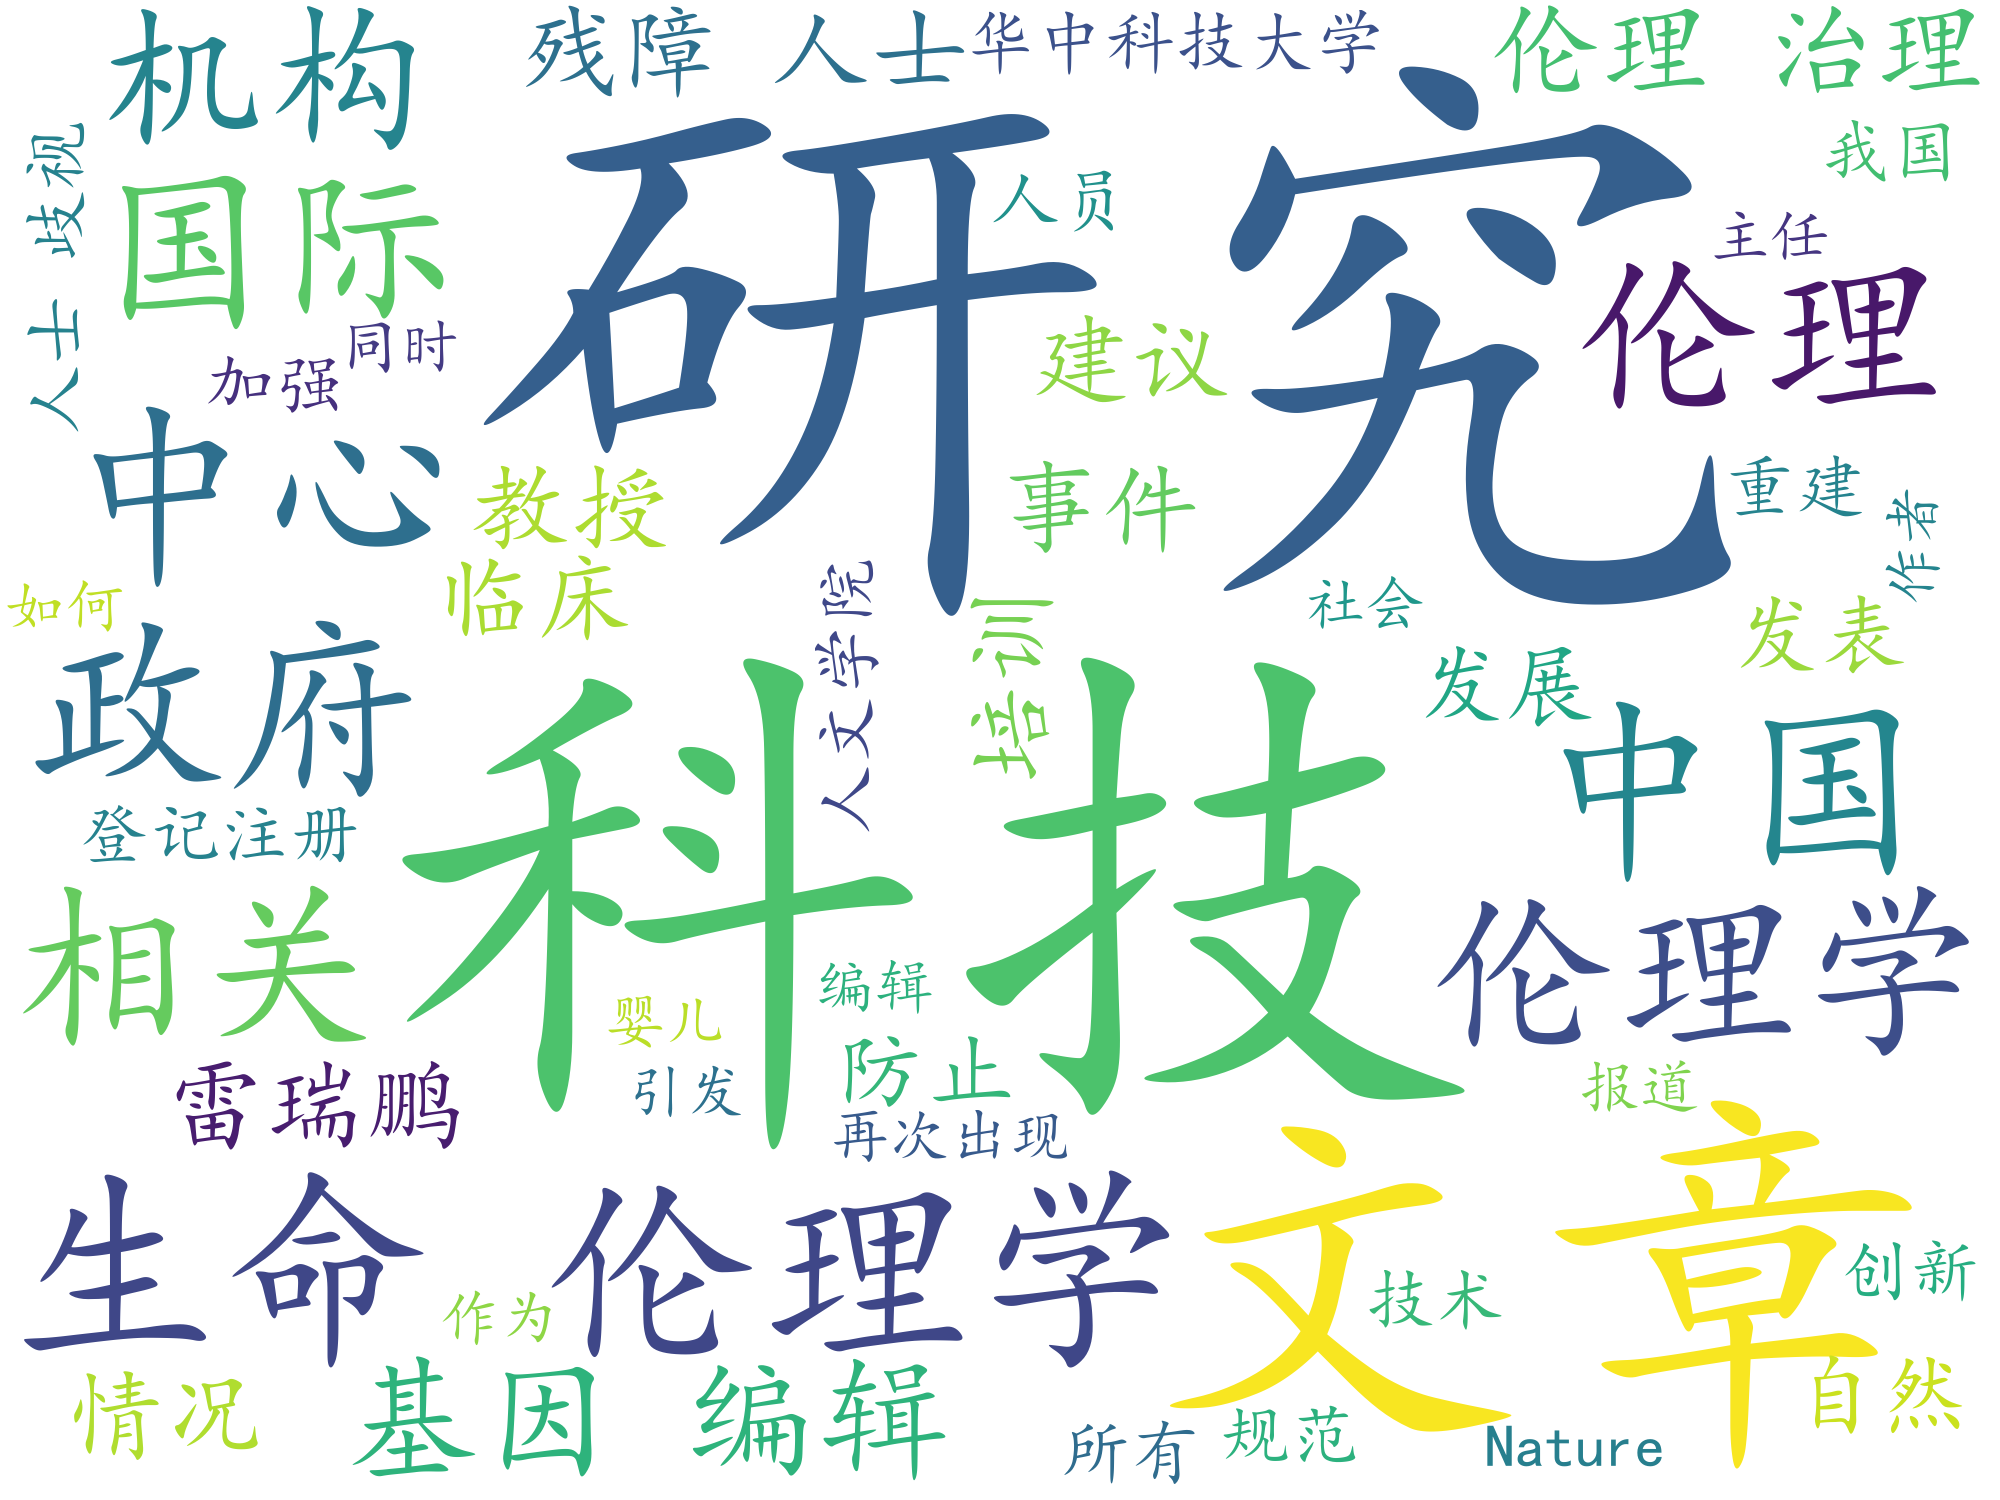 机构
残障 人士
华中科技大学
伦理 治理
人士 歧视
国际
研究
人员
我国
主任
伦理
同时
加强
建议
中心
教授
事件
重建
作者
如何
临床
人文学院
培训
社会
发表
政府
发展
中国
登记注册
科技
相关
伦理学
编辑
婴儿
防止
引发
雷瑞鹏
报道
再次出现
生命 伦理学
文章
创新
技术
作为
情况
基因 编辑
自然
所有
规范
Nature